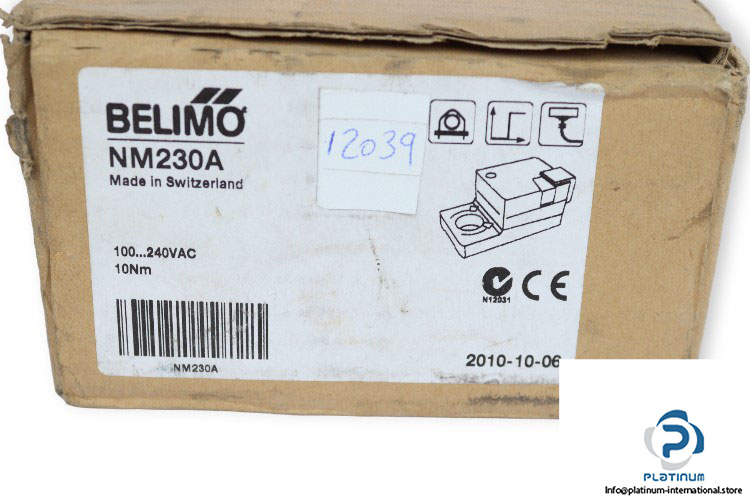 BELIMO
NM230A
Made in Switzerland
12039
100...240VAC
10Nm
NM230A
N12031
CE
2010-10-06
PLATINUM
Info@platinum-international.store